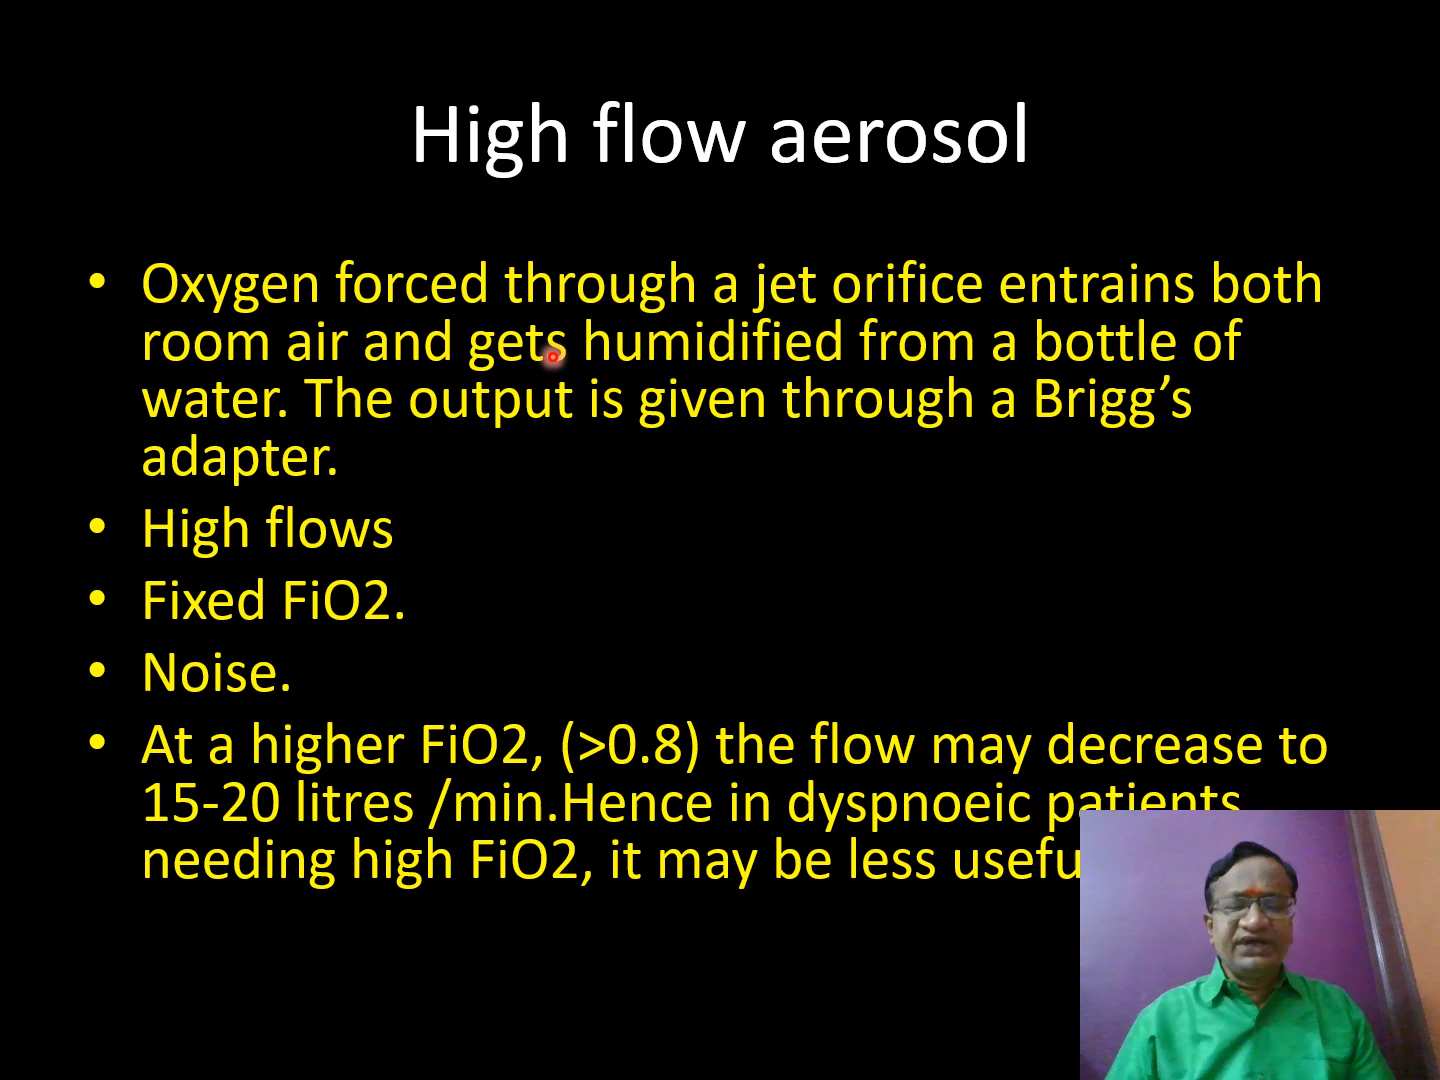 High flow aerosol
• Oxygen forced through a jet orifice entrains both
room air and gets humidified from a bottle of
water. The output is given through a Brigg’s
adapter.
• High flows
• Fixed FiO2.
• Noise.
• At a higher FiO2, (>0.8) the flow may decrease to
15-20 litres /min.Hence in dyspnoeic patients
needing high FiO2, it may be less